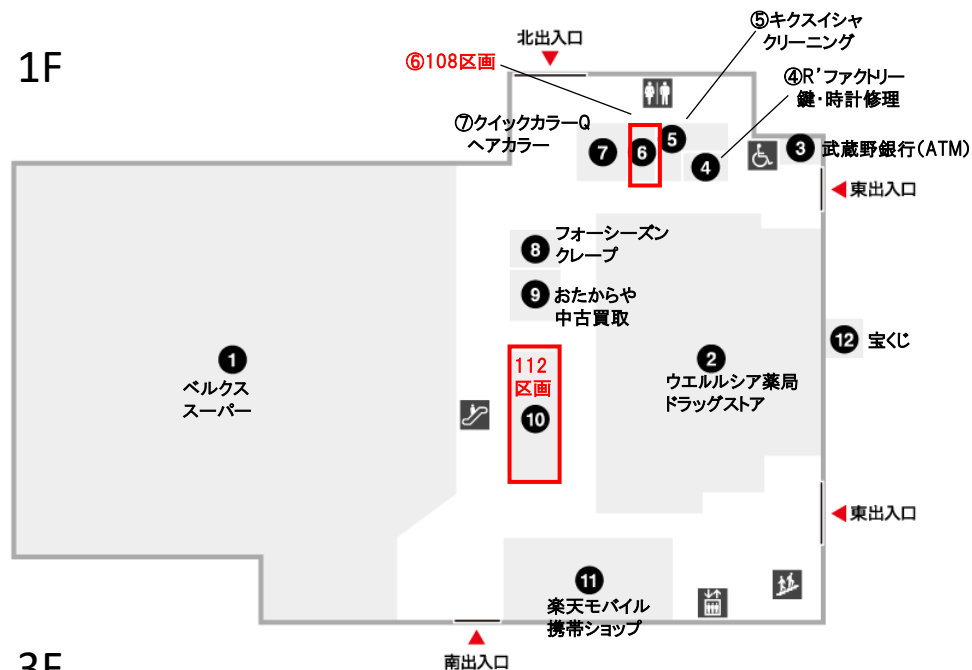 1F
北出入口
⑤キクスイシャ
クリーニング
⑥108区画
④R’ファクトリー
鍵・時計修理
⑦クイックカラーQ
ヘアカラー
7
6
5
4
3
武蔵野銀行(ATM)
東出入口
8
フォーシーズン
クレープ
9
おたからや
中古買取
12
宝くじ
1
ベルクス
スーパー
112
区画
10
2
ウエルルシア薬局
ドラッグストア
東出入口
11
楽天モバイル
携帯ショップ
南出入口